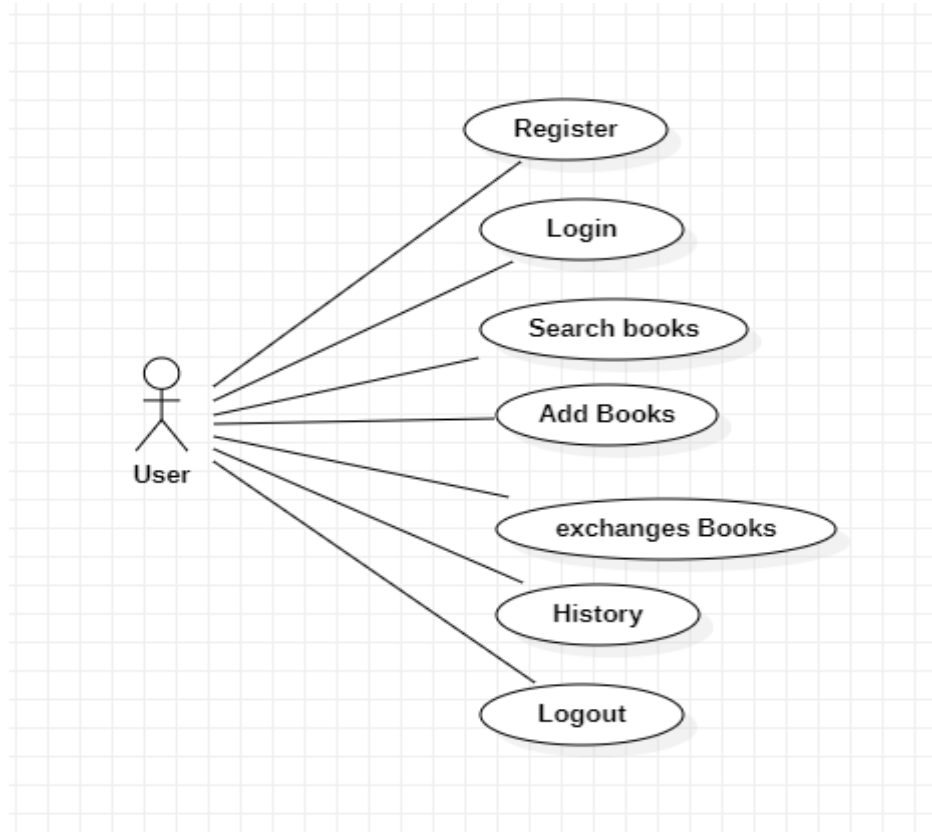 Register
Login
Search books
Add Books
User
exchanges Books
History
Logout